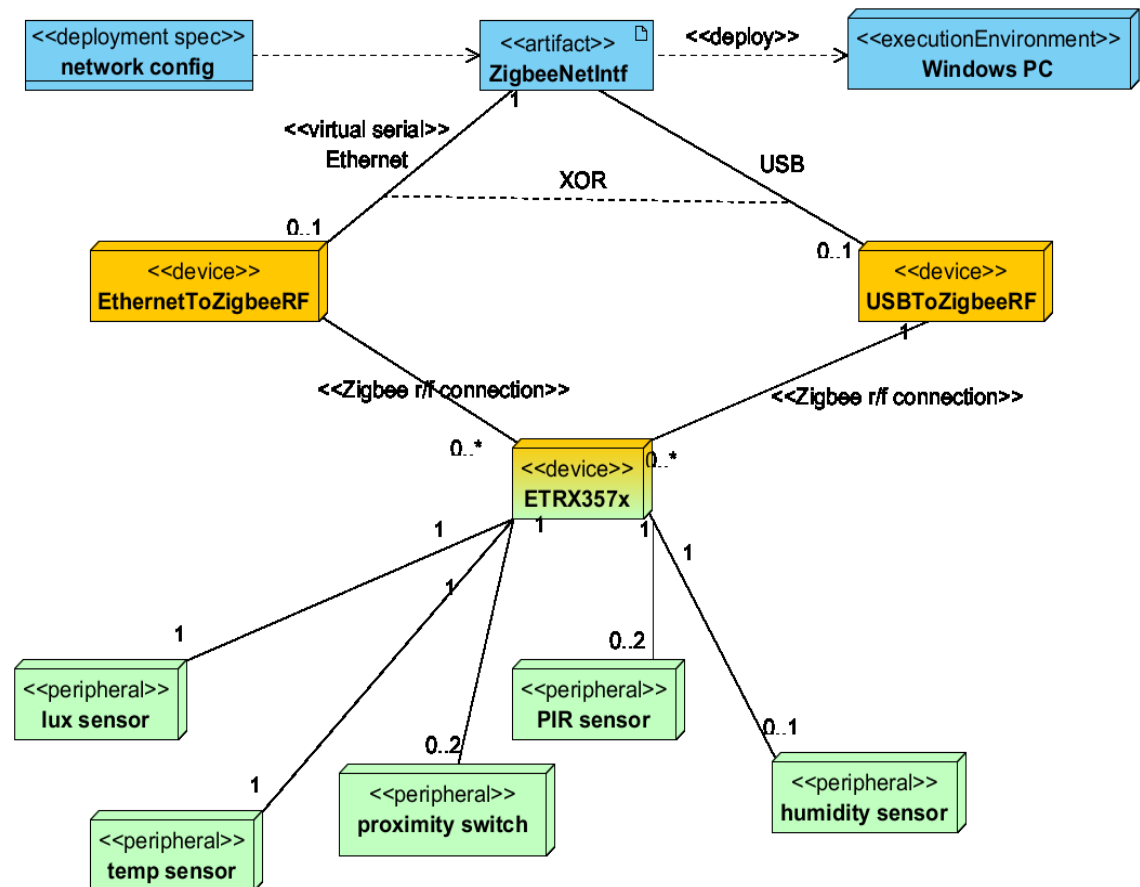 <<deployment spec>>
network config
<<artifact>>
ZigbeeNetIntf
<<deploy>>
<<executionEnvironment>>
Windows PC
1
<<virtual serial>>
Ethernet
USB
XOR
0..1
0..1
<<device>>
EthernetToZigbeeRF
<<device>>
USBToZigbeeRF
1
<<Zigbee r/f connection>>
<<Zigbee r/f connection>>
0..*
0..*
<<device>>
ETRX357x
1
1
1
1
1
1
0..2
<<peripheral>>
lux sensor
<<peripheral>>
PIR sensor
0..2
0..1
1
<<peripheral>>
proximity switch
<<peripheral>>
humidity sensor
<<peripheral>>
temp sensor